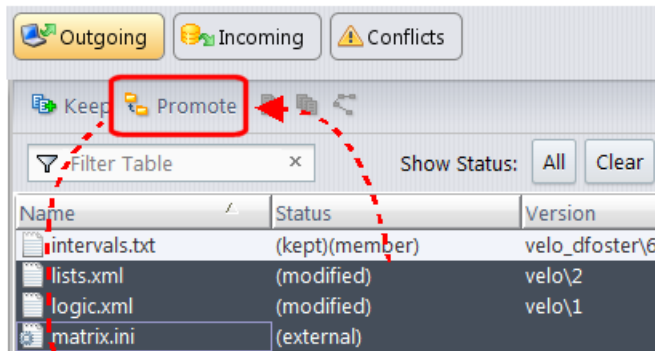 Outgoing Incoming Conflicts
Keep Promote
Filter Table × Show Status: All Clear
Name Status Version
intervals.txt (kept)(member) velo_dfoster\6
lists.xml (modified) velo\2
logic.xml (modified) velo\1
matrix.ini (external)